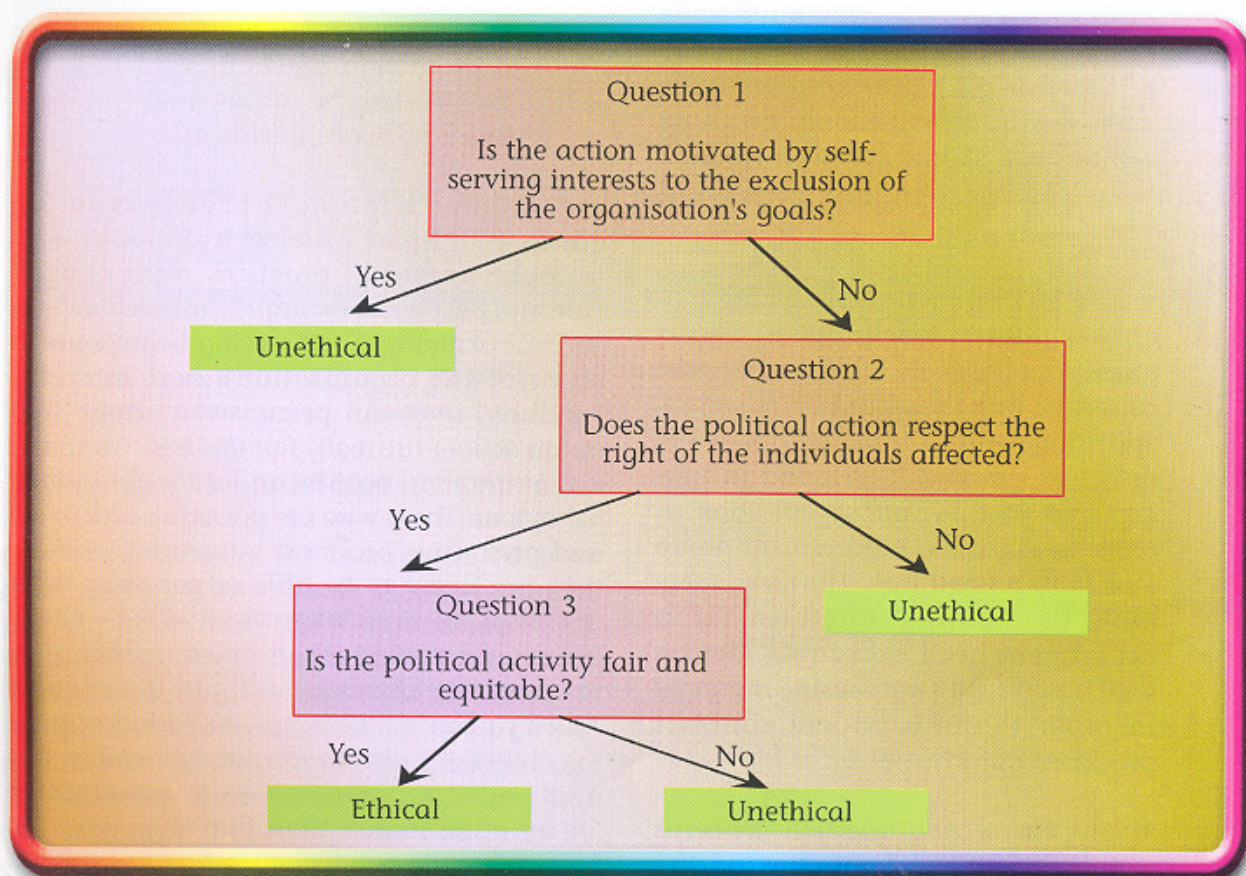 Question 1
Is the action motivated by self-
serving interests to the exclusion of
the organisation's goals?
Yes
No
Unethical
Question 2
Does the political action respect the
right of the individuals affected?
Yes
No
Question 3
Unethical
Is the political activity fair and
equitable?
Yes
No
Ethical
Unethical